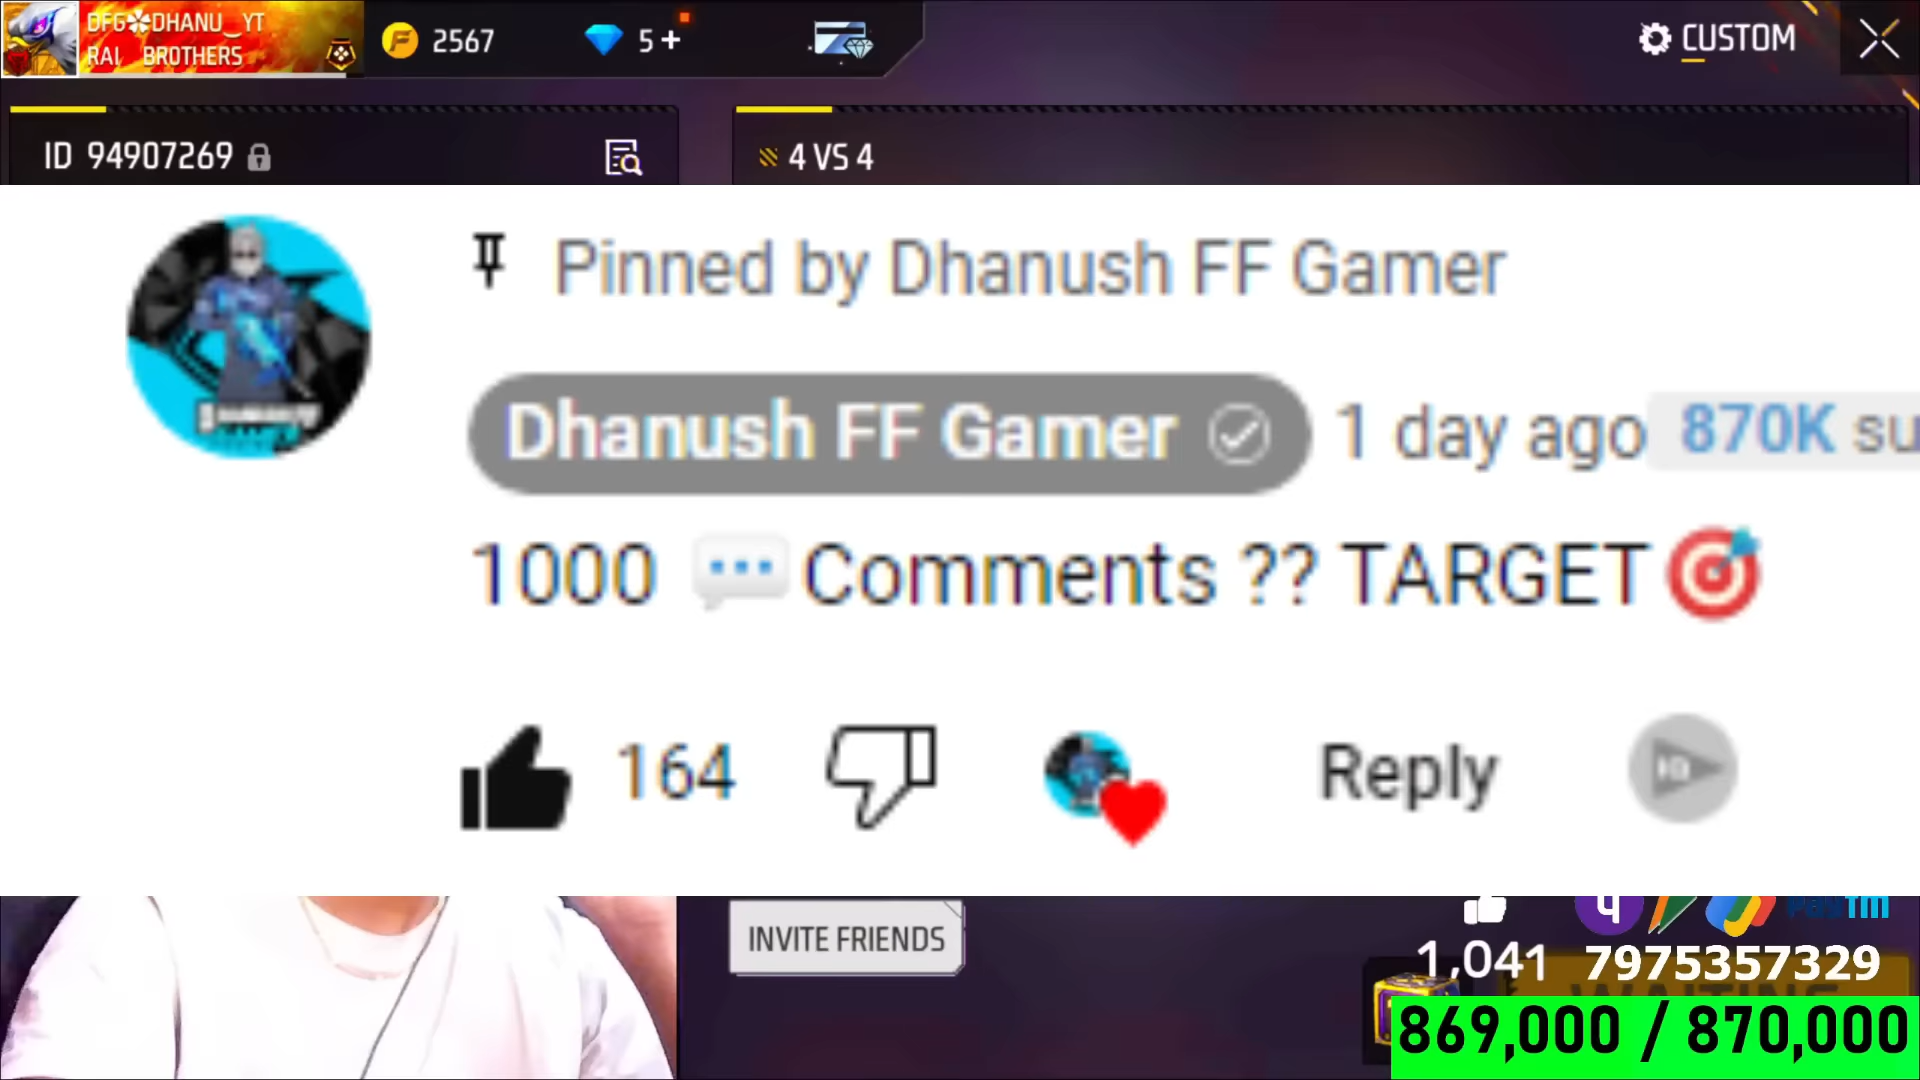 DFG✽DHANU_YT
RAI BROTHERS
2567
5+
CUSTOM
ID 94907269
4 VS 4
Pinned by Dhanush FF Gamer
Dhanush FF Gamer 1 day ago 870K su
1000 💬Comments ?? TARGET🎯
164
Reply
INVITE FRIENDS
Paytm
1,041 7975357329
WAITING
869,000 / 870,000